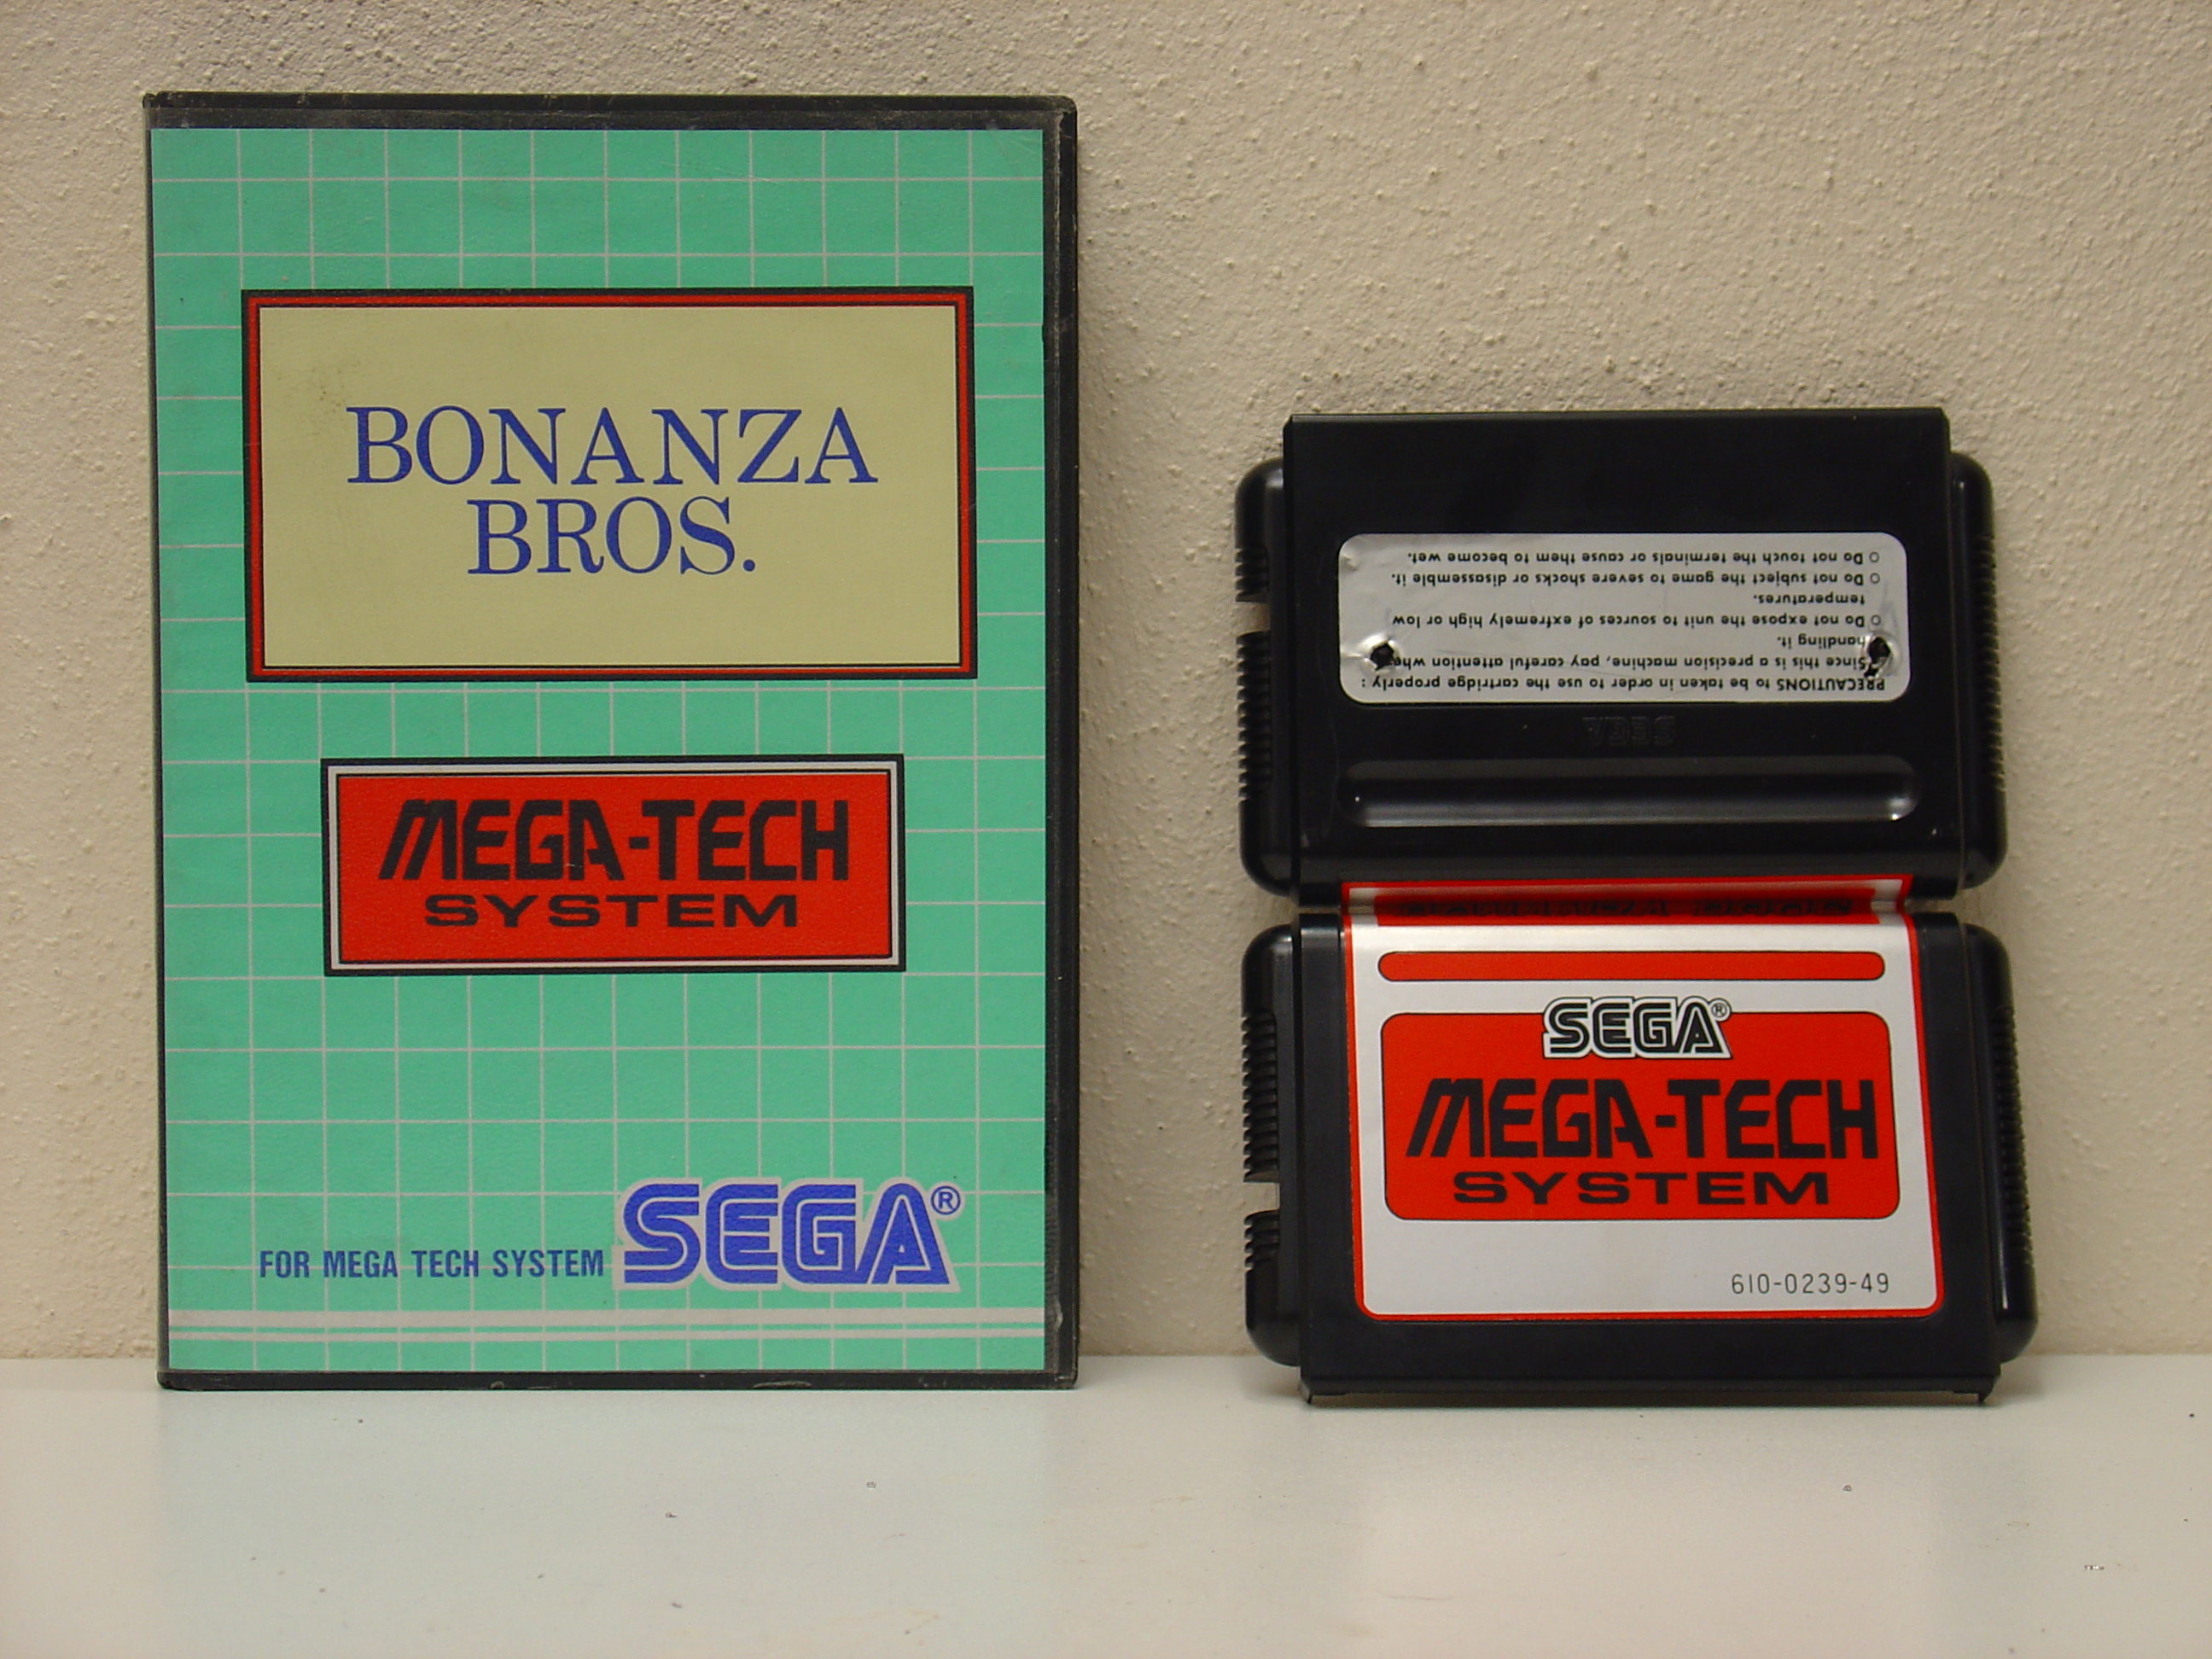 BONANZA
BROS.
MEGA-TECH
SYSTEM
FOR MEGA TECH SYSTEM SEGA®
PRECAUTIONS to be taken in order to use the cartridge properly :
Since this is a precision machine, pay careful attention when
handling it.
○ Do not expose the unit to sources of extremely high or low
temperatures.
○ Do not subject the game to severe shocks or disassemble it.
○ Do not touch the terminals or cause them to become wet.
SEGA
BONANZA BROS.
SEGA®
MEGA-TECH
SYSTEM
610-0239-49